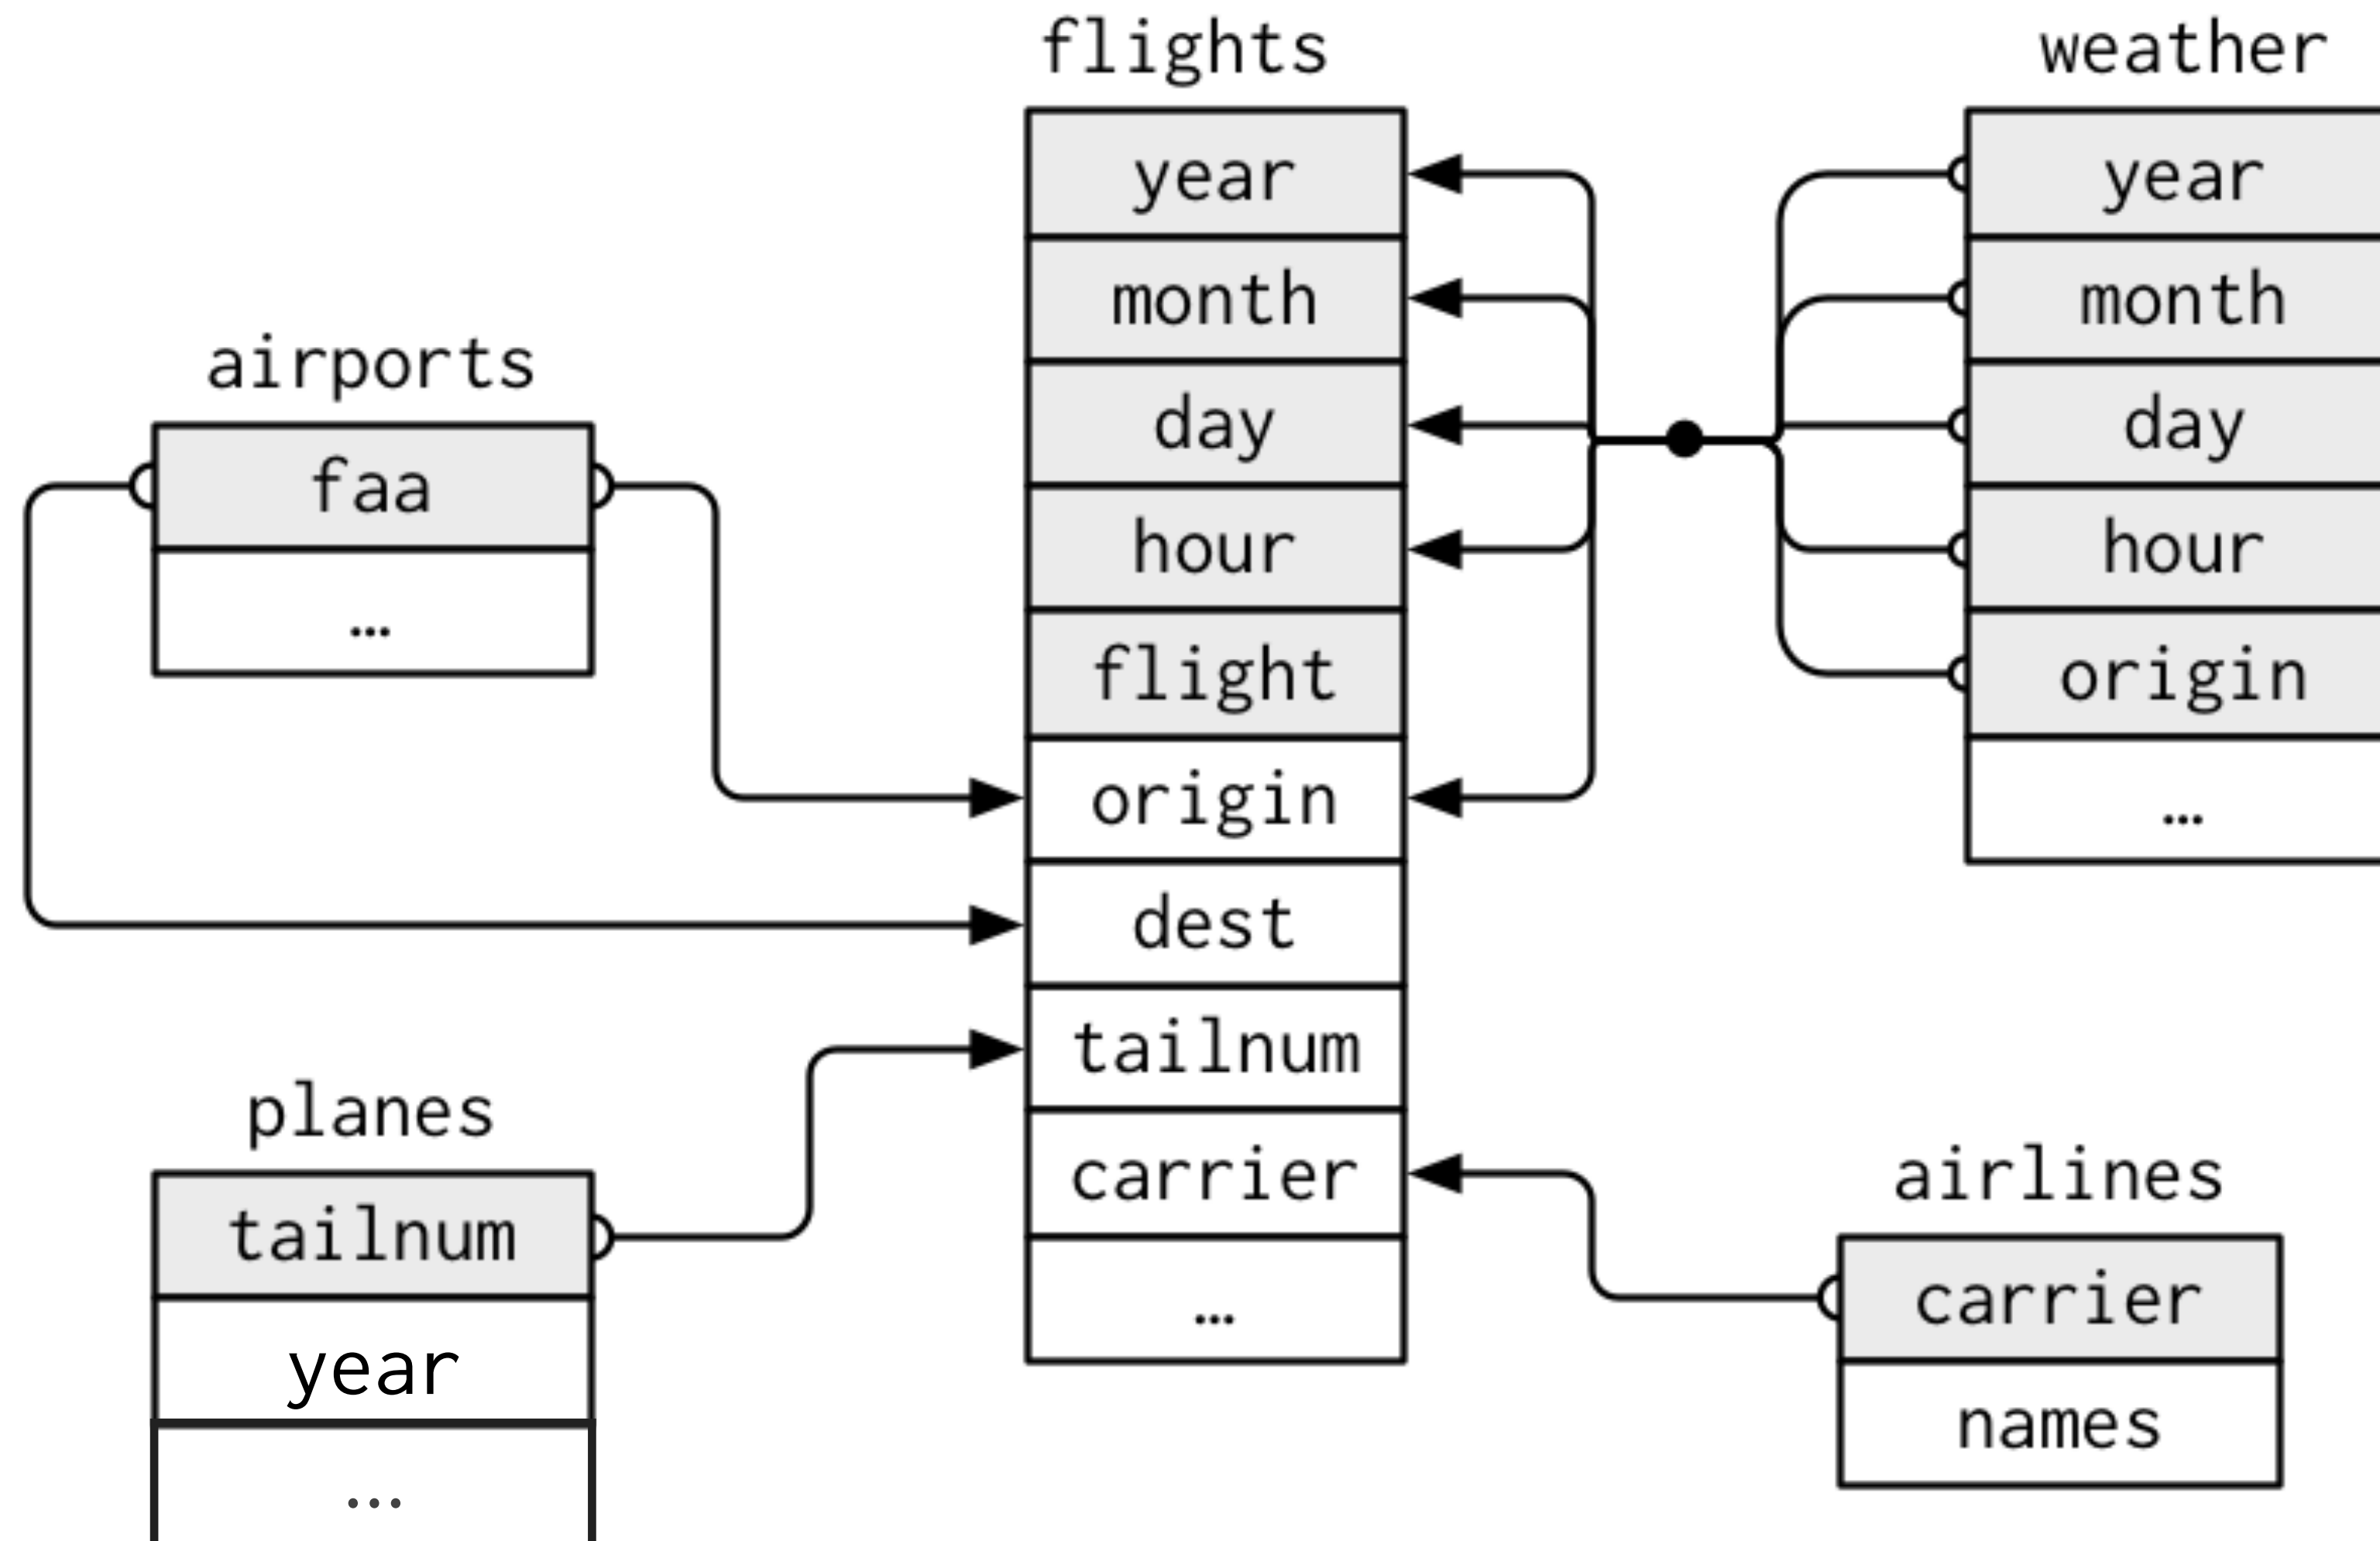 flights
year
month
day
hour
flight
origin
dest
tailnum
carrier
…
weather
year
month
day
hour
origin
…
airports
faa
…
planes
tailnum
year
…
airlines
carrier
names